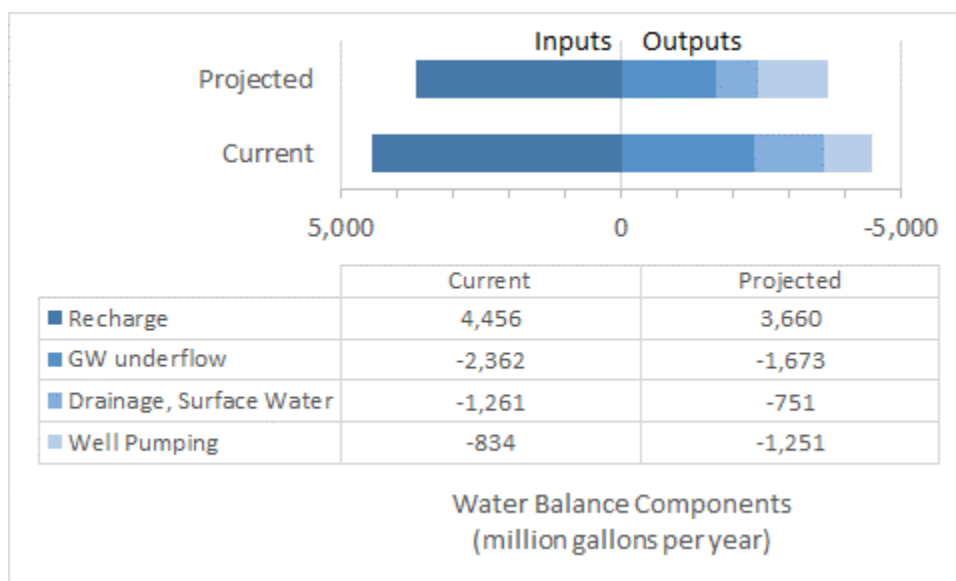 Inputs Outputs
Projected
Current
5,000 0 -5,000
Current Projected
Recharge 4,456 3,660
GW underflow -2,362 -1,673
Drainage, Surface Water -1,261 -751
Well Pumping -834 -1,251
Water Balance Components
(million gallons per year)